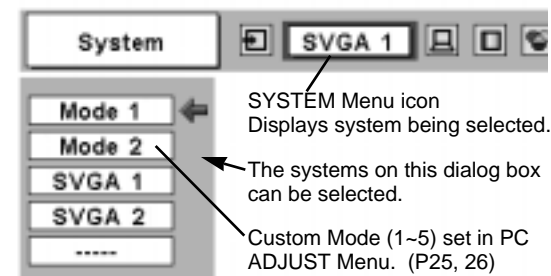 System
SVGA 1
Mode 1
Mode 2
SVGA 1
SVGA 2
-----
SYSTEM Menu icon
Displays system being selected.
The systems on this dialog box
can be selected.
Custom Mode (1~5) set in PC
ADJUST Menu. (P25, 26)